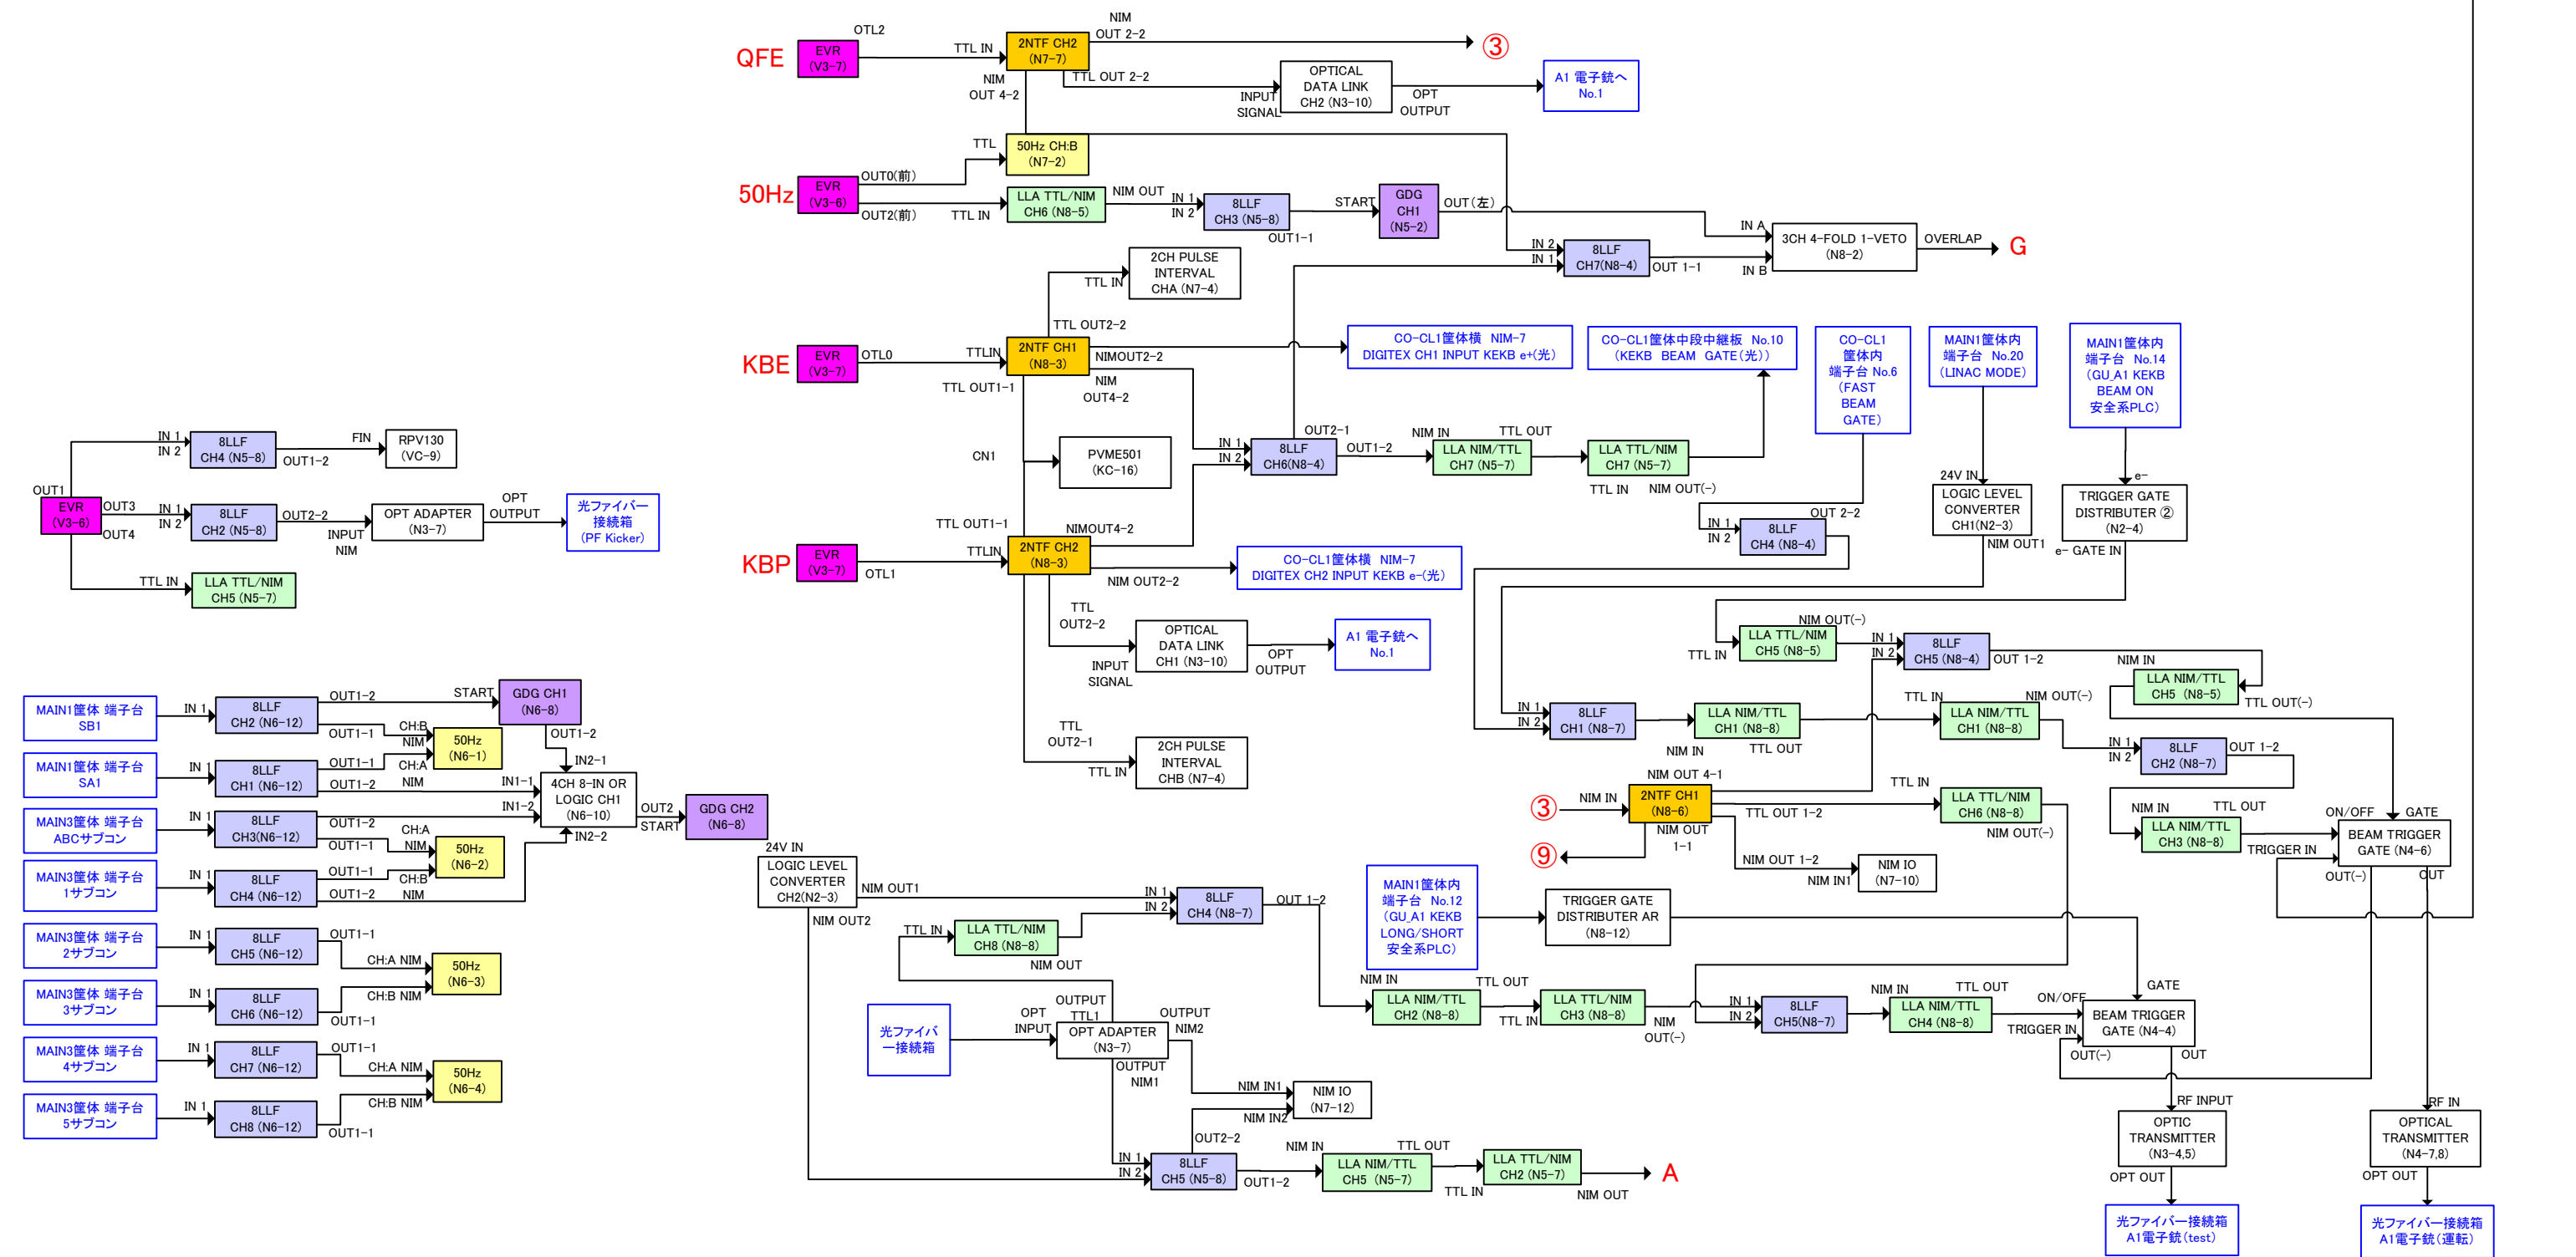 QFE
EVR
(V3-7)
OTL2
TTL IN
2NTF CH2
(N7-7)
NIM
OUT 2-2
③
NIM
OUT 4-2
TTL OUT 2-2
INPUT
SIGNAL
OPTICAL
DATA LINK
CH2 (N3-10)
OPT
OUTPUT
A1 電子銃へ
No.1
50Hz
EVR
(V3-6)
OUT0(前)
OUT2(前)
TTL
50Hz CH:B
(N7-2)
TTL IN
LLA TTL/NIM
CH6 (N8-5)
NIM OUT
IN 1
IN 2
8LLF
CH3 (N5-8)
OUT1-1
START
GDG
CH1
(N5-2)
OUT(左)
IN 2
IN 1
8LLF
CH7(N8-4)
OUT 1-1
IN A
IN B
3CH 4-FOLD 1-VETO
(N8-2)
OVERLAP
G
2CH PULSE
INTERVAL
CHA (N7-4)
TTL IN
TTL OUT2-2
KBE
EVR
(V3-7)
OTL0
TTLIN
2NTF CH1
(N8-3)
NIMOUT2-2
TTL OUT1-1
NIM
OUT4-2
CO-CL1筐体横 NIM-7
DIGITEX CH1 INPUT KEKB e+(光)
CO-CL1筐体中段中継板 No.10
(KEKB BEAM GATE(光))
CO-CL1
筐体内
端子台 No.6
(FAST
BEAM
GATE)
MAIN1筐体内
端子台 No.20
(LINAC MODE)
MAIN1筐体内
端子台 No.14
(GU_A1 KEKB
BEAM ON
安全系PLC)
CN1
PVME501
(KC-16)
IN 1
IN 2
8LLF
CH6(N8-4)
OUT2-1
OUT1-2
NIM IN
LLA NIM/TTL
CH7 (N5-7)
TTL OUT
LLA TTL/NIM
CH7 (N5-7)
TTL IN
NIM OUT(-)
OUT1
EVR
(V3-6)
OUT3
OUT4
IN 1
IN 2
8LLF
CH4 (N5-8)
OUT1-2
FIN
RPV130
(VC-9)
IN 1
IN 2
8LLF
CH2 (N5-8)
OUT2-2
INPUT
NIM
OPT ADAPTER
(N3-7)
OPT
OUTPUT
光ファイバー
接続箱
(PF Kicker)
TTL IN
LLA TTL/NIM
CH5 (N5-7)
KBP
EVR
(V3-7)
OTL1
TTLIN
TTL OUT1-1
2NTF CH2
(N8-3)
NIMOUT4-2
NIM OUT2-2
CO-CL1筐体横 NIM-7
DIGITEX CH2 INPUT KEKB e-(光)
IN 1
IN 2
8LLF
CH4 (N8-4)
OUT 2-2
24V IN
LOGIC LEVEL
CONVERTER
CH1(N2-3)
NIM OUT1
e-
TRIGGER GATE
DISTRIBUTER ②
(N2-4)
e- GATE IN
TTL
OUT2-2
INPUT
SIGNAL
OPTICAL
DATA LINK
CH1 (N3-10)
OPT
OUTPUT
A1 電子銃へ
No.1
TTL
OUT2-1
TTL IN
2CH PULSE
INTERVAL
CHB (N7-4)
TTL IN
LLA TTL/NIM
CH5 (N8-5)
NIM OUT(-)
IN 1
IN 2
8LLF
CH5 (N8-4)
OUT 1-2
NIM IN
LLA NIM/TTL
CH5 (N8-5)
TTL OUT(-)
IN 1
IN 2
8LLF
CH1 (N8-7)
NIM IN
LLA NIM/TTL
CH1 (N8-8)
TTL OUT
TTL IN
LLA NIM/TTL
CH1 (N8-8)
NIM OUT(-)
IN 1
IN 2
8LLF
CH2 (N8-7)
OUT 1-2
NIM IN
LLA NIM/TTL
CH3 (N8-8)
TTL OUT
ON/OFF
GATE
TRIGGER IN
BEAM TRIGGER
GATE (N4-6)
OUT(-)
OUT
③
NIM IN
NIM OUT 4-1
2NTF CH1
(N8-6)
TTL OUT 1-2
NIM OUT
1-1
⑨
NIM OUT 1-2
NIM IN1
NIM IO
(N7-10)
TTL IN
LLA TTL/NIM
CH6 (N8-8)
NIM OUT(-)
MAIN1筐体 端子台
SB1
IN 1
8LLF
CH2 (N6-12)
OUT1-2
OUT1-1
START
GDG CH1
(N6-8)
OUT1-2
CH:B
NIM
50Hz
(N6-1)
MAIN1筐体 端子台
SA1
IN 1
8LLF
CH1 (N6-12)
OUT1-1
OUT1-2
CH:A
NIM
IN2-1
IN1-1
IN1-2
IN2-2
4CH 8-IN OR
LOGIC CH1
(N6-10)
OUT2
START
GDG CH2
(N6-8)
MAIN3筐体 端子台
ABCサブコン
IN 1
8LLF
CH3(N6-12)
OUT1-2
OUT1-1
CH:A
NIM
50Hz
(N6-2)
MAIN3筐体 端子台
1サブコン
IN 1
8LLF
CH4 (N6-12)
OUT1-1
OUT1-2
CH:B
NIM
MAIN3筐体 端子台
2サブコン
IN 1
8LLF
CH5 (N6-12)
OUT1-1
CH:A NIM
50Hz
(N6-3)
MAIN3筐体 端子台
3サブコン
IN 1
8LLF
CH6 (N6-12)
OUT1-1
CH:B NIM
MAIN3筐体 端子台
4サブコン
IN 1
8LLF
CH7 (N6-12)
OUT1-1
CH:A NIM
50Hz
(N6-4)
MAIN3筐体 端子台
5サブコン
IN 1
8LLF
CH8 (N6-12)
OUT1-1
CH:B NIM
24V IN
LOGIC LEVEL
CONVERTER
CH2(N2-3)
NIM OUT1
NIM OUT2
TTL IN
LLA TTL/NIM
CH8 (N8-8)
NIM OUT
IN 1
IN 2
8LLF
CH4 (N8-7)
OUT 1-2
MAIN1筐体内
端子台 No.12
(GU_A1 KEKB
LONG/SHORT
安全系PLC)
TRIGGER GATE
DISTRIBUTER AR
(N8-12)
光ファイバ
ー接続箱
OPT
INPUT
OUTPUT
TTL1
OPT ADAPTER
(N3-7)
OUTPUT
NIM2
OUTPUT
NIM1
NIM IN1
NIM IN2
NIM IO
(N7-12)
NIM IN
LLA NIM/TTL
CH2 (N8-8)
TTL OUT
TTL IN
LLA TTL/NIM
CH3 (N8-8)
NIM
OUT(-)
IN 1
IN 2
8LLF
CH5(N8-7)
NIM IN
LLA NIM/TTL
CH4 (N8-8)
TTL OUT
ON/OFF
GATE
TRIGGER IN
BEAM TRIGGER
GATE (N4-4)
OUT(-)
OUT
IN 1
IN 2
8LLF
CH5 (N5-8)
OUT2-2
OUT1-2
NIM IN
LLA NIM/TTL
CH5 (N5-7)
TTL OUT
TTL IN
LLA TTL/NIM
CH2 (N5-7)
NIM OUT
A
RF INPUT
OPTIC
TRANSMITTER
(N3-4,5)
OPT OUT
光ファイバー接続箱
A1電子銃(test)
RF IN
OPTICAL
TRANSMITTER
(N4-7,8)
OPT OUT
光ファイバー接続箱
A1電子銃(運転)